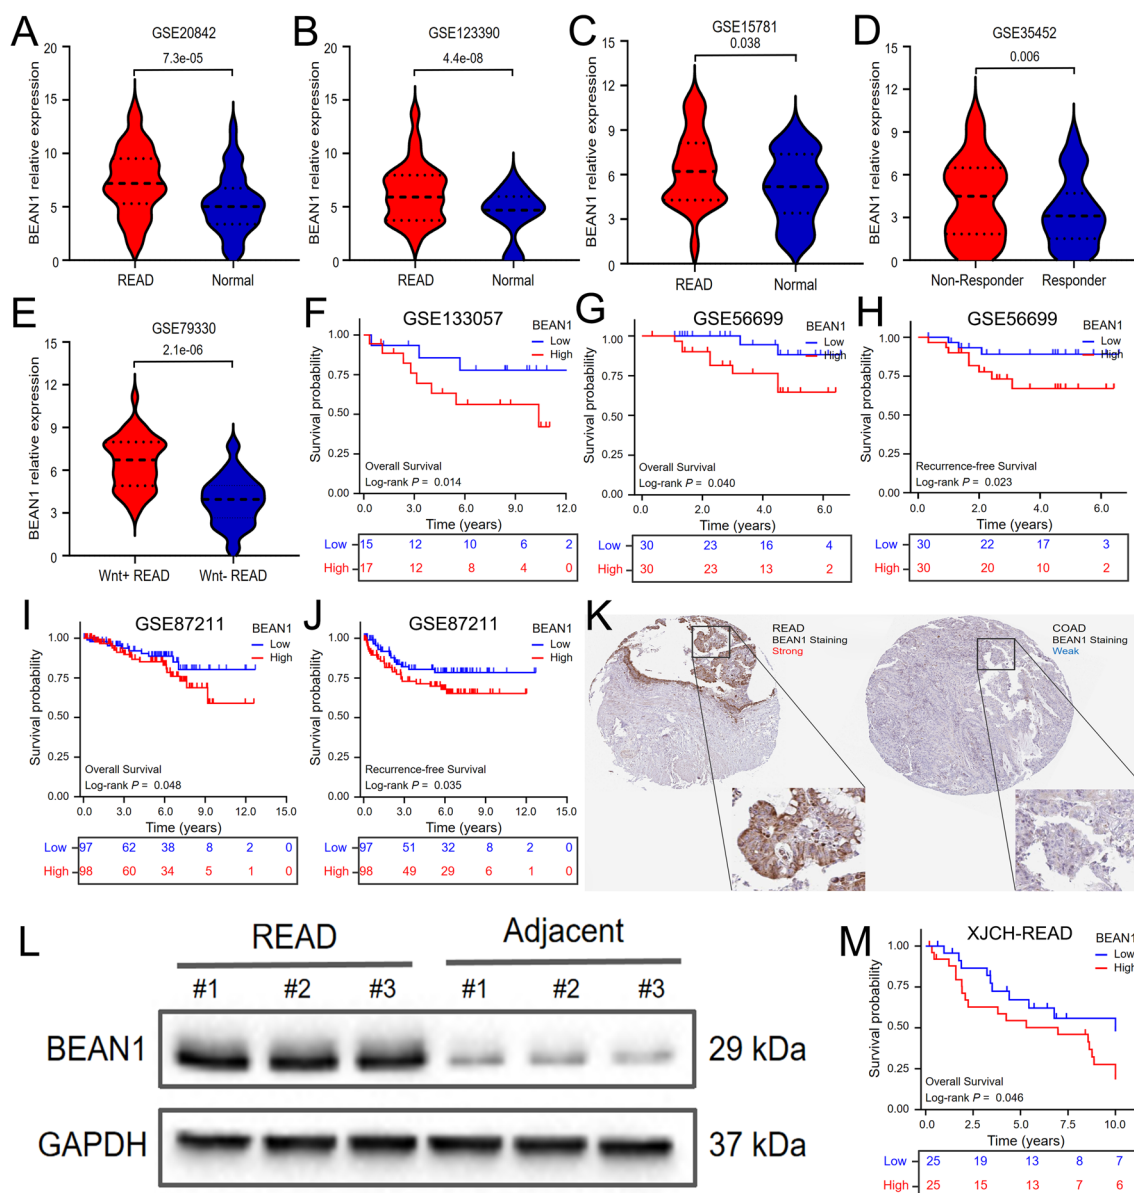 A
GSE20842
7.3e-05
BEAN1 relative expression
20
15
10
5
0
READ
Normal
B
GSE123390
4.4e-08
BEAN1 relative expression
20
15
10
5
0
READ
Normal
C
GSE15781
0.038
BEAN1 relative expression
15
12
9
6
3
0
READ
Normal
D
GSE35452
0.006
BEAN1 relative expression
15
12
9
6
3
0
Non-Responder
Responder
E
GSE79330
2.1e-06
BEAN1 relative expression
15
12
9
6
3
0
Wnt+ READ
Wnt- READ
F
GSE133057
BEAN1
Low
High
Survival probability
1.00
0.75
0.50
0.25
0.00
Overall Survival
Log-rank P = 0.014
0.0 3.0 6.0 9.0 12.0
Time (years)
Low 15 12 10 6 2
High 17 12 8 4 0
G
GSE56699
BEAN1
Low
High
Survival probability
1.00
0.75
0.50
0.25
0.00
Overall Survival
Log-rank P = 0.040
0.0 2.0 4.0 6.0
Time (years)
Low 30 23 16 4
High 30 23 13 2
H
GSE56699
BEAN1
Low
High
Survival probability
1.00
0.75
0.50
0.25
0.00
Recurrence-free Survival
Log-rank P = 0.023
0.0 2.0 4.0 6.0
Time (years)
Low 30 22 17 3
High 30 20 10 2
I
GSE87211
BEAN1
Low
High
Survival probability
1.00
0.75
0.50
0.25
0.00
Overall Survival
Log-rank P = 0.048
0.0 3.0 6.0 9.0 12.0 15.0
Time (years)
Low 97 62 38 8 2 0
High 98 60 34 5 1 0
J
GSE87211
BEAN1
Low
High
Survival probability
1.00
0.75
0.50
0.25
0.00
Recurrence-free Survival
Log-rank P = 0.035
0.0 3.0 6.0 9.0 12.0 15.0
Time (years)
Low 97 51 32 8 2 0
High 98 49 29 6 1 0
K
READ
BEAN1 Staining
Strong
COAD
BEAN1 Staining
Weak
L
READ
Adjacent
#1 #2 #3 #1 #2 #3
BEAN1
29 kDa
GAPDH
37 kDa
M
XJCH-READ
BEAN1
Low
High
Survival probability
1.00
0.75
0.50
0.25
0.00
Overall Survival
Log-rank P = 0.046
0.0 2.5 5.0 7.5 10.0
Time (years)
Low 25 19 13 8 7
High 25 15 13 7 6